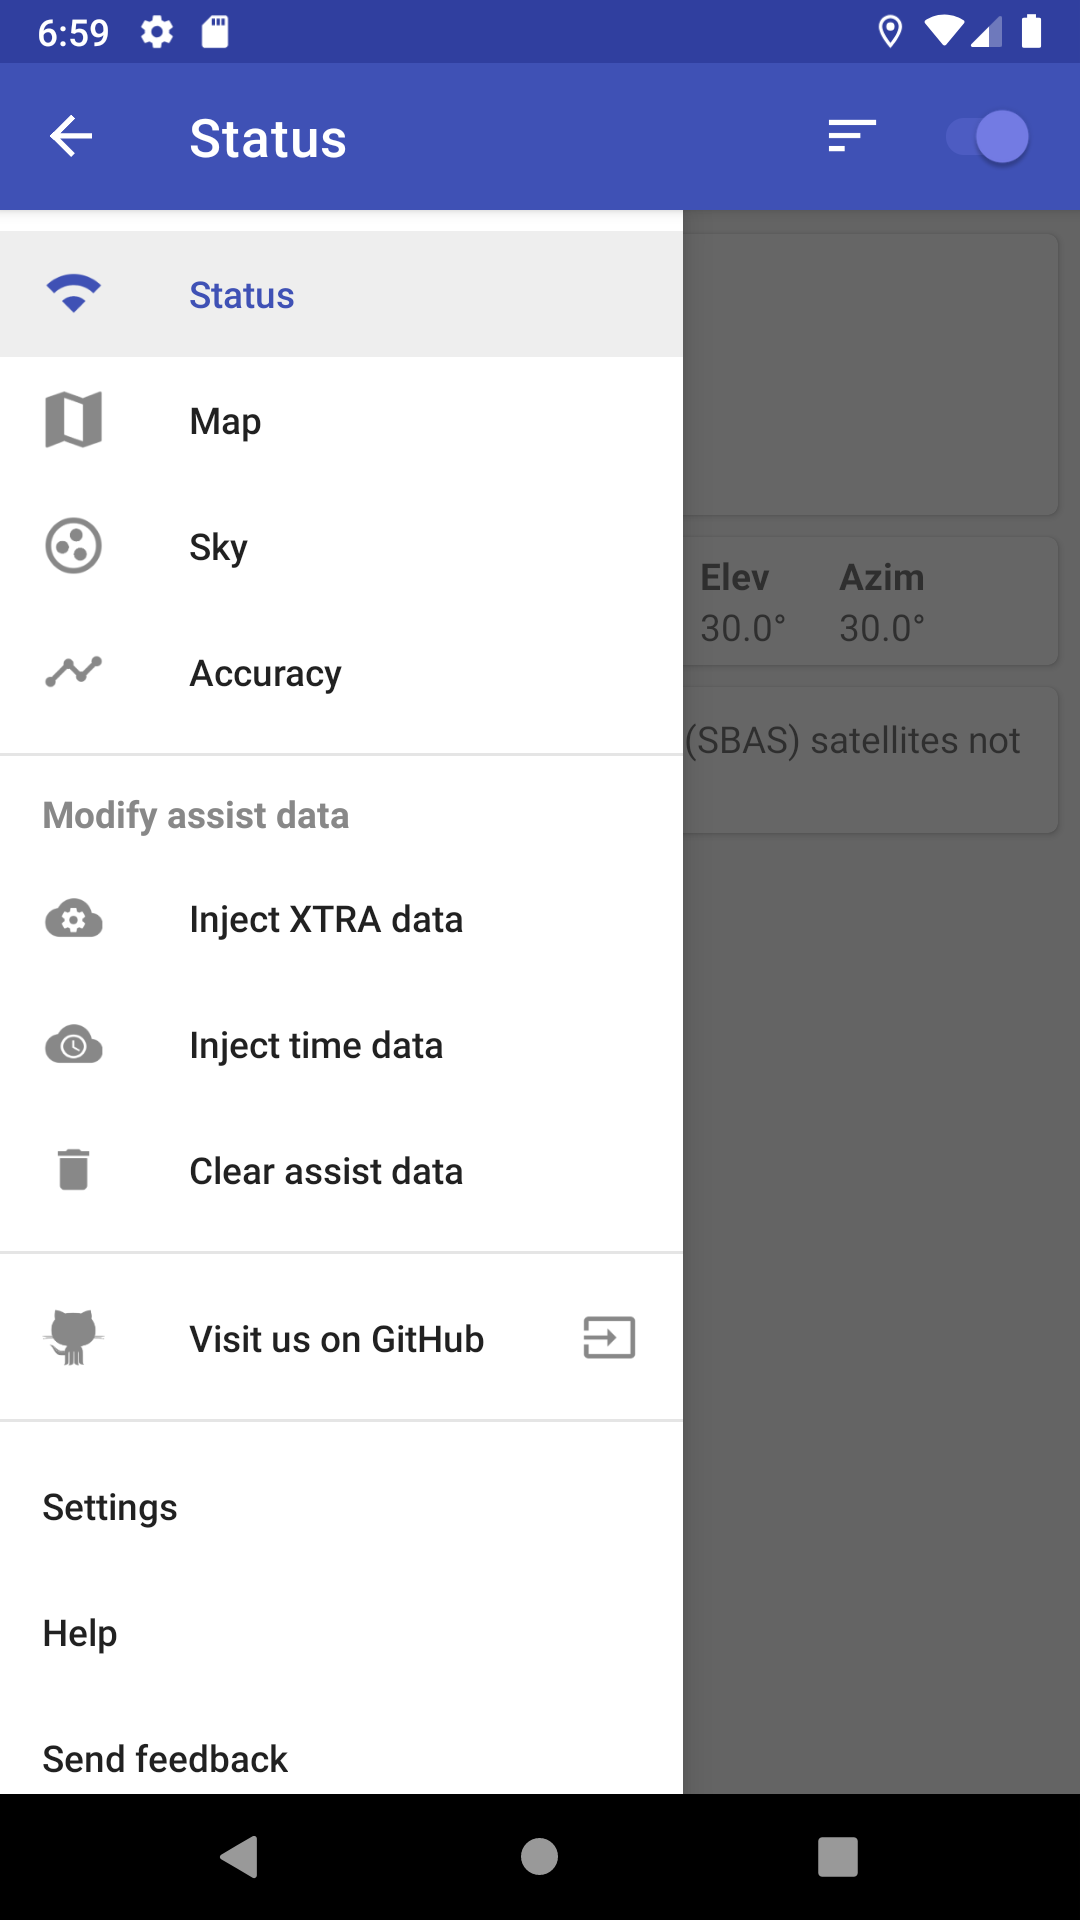 6:59
Status
Status
Map
Sky
Accuracy
Elev Azim
30.0° 30.0°
(SBAS) satellites not
Modify assist data
Inject XTRA data
Inject time data
Clear assist data
Visit us on GitHub
Settings
Help
Send feedback